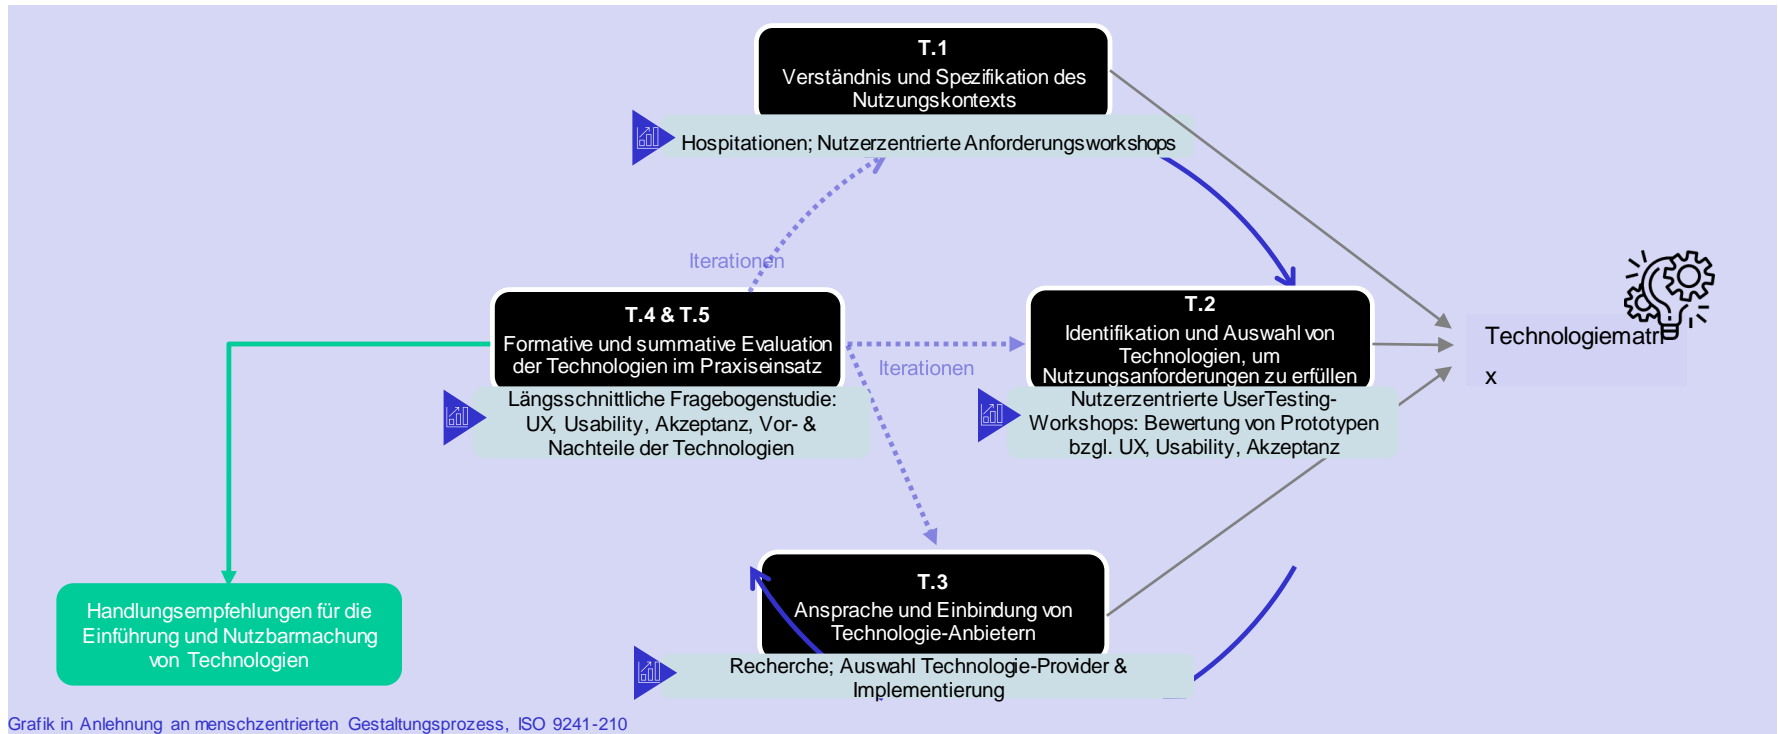 T.1
Verständnis und Spezifikation des
Nutzungskontexts
Hospitationen; Nutzerzentrierte Anforderungsworkshops
Iterationen
T.4 & T.5
Formative und summative Evaluation
der Technologien im Praxiseinsatz
Längsschnittliche Fragebogenstudie:
UX, Usability, Akzeptanz, Vor- &
Nachteile der Technologien
Iterationen
T.2
Identifikation und Auswahl von
Technologien, um
Nutzungsanforderungen zu erfüllen
Nutzerzentrierte UserTesting-
Workshops: Bewertung von Prototypen
bzgl. UX, Usability, Akzeptanz
Technologiematri
x
T.3
Ansprache und Einbindung von
Technologie-Anbietern
Recherche; Auswahl Technologie-Provider &
Implementierung
Handlungsempfehlungen für die
Einführung und Nutzbarmachung
von Technologien
Grafik in Anlehnung an menschzentrierten Gestaltungsprozess, ISO 9241-210